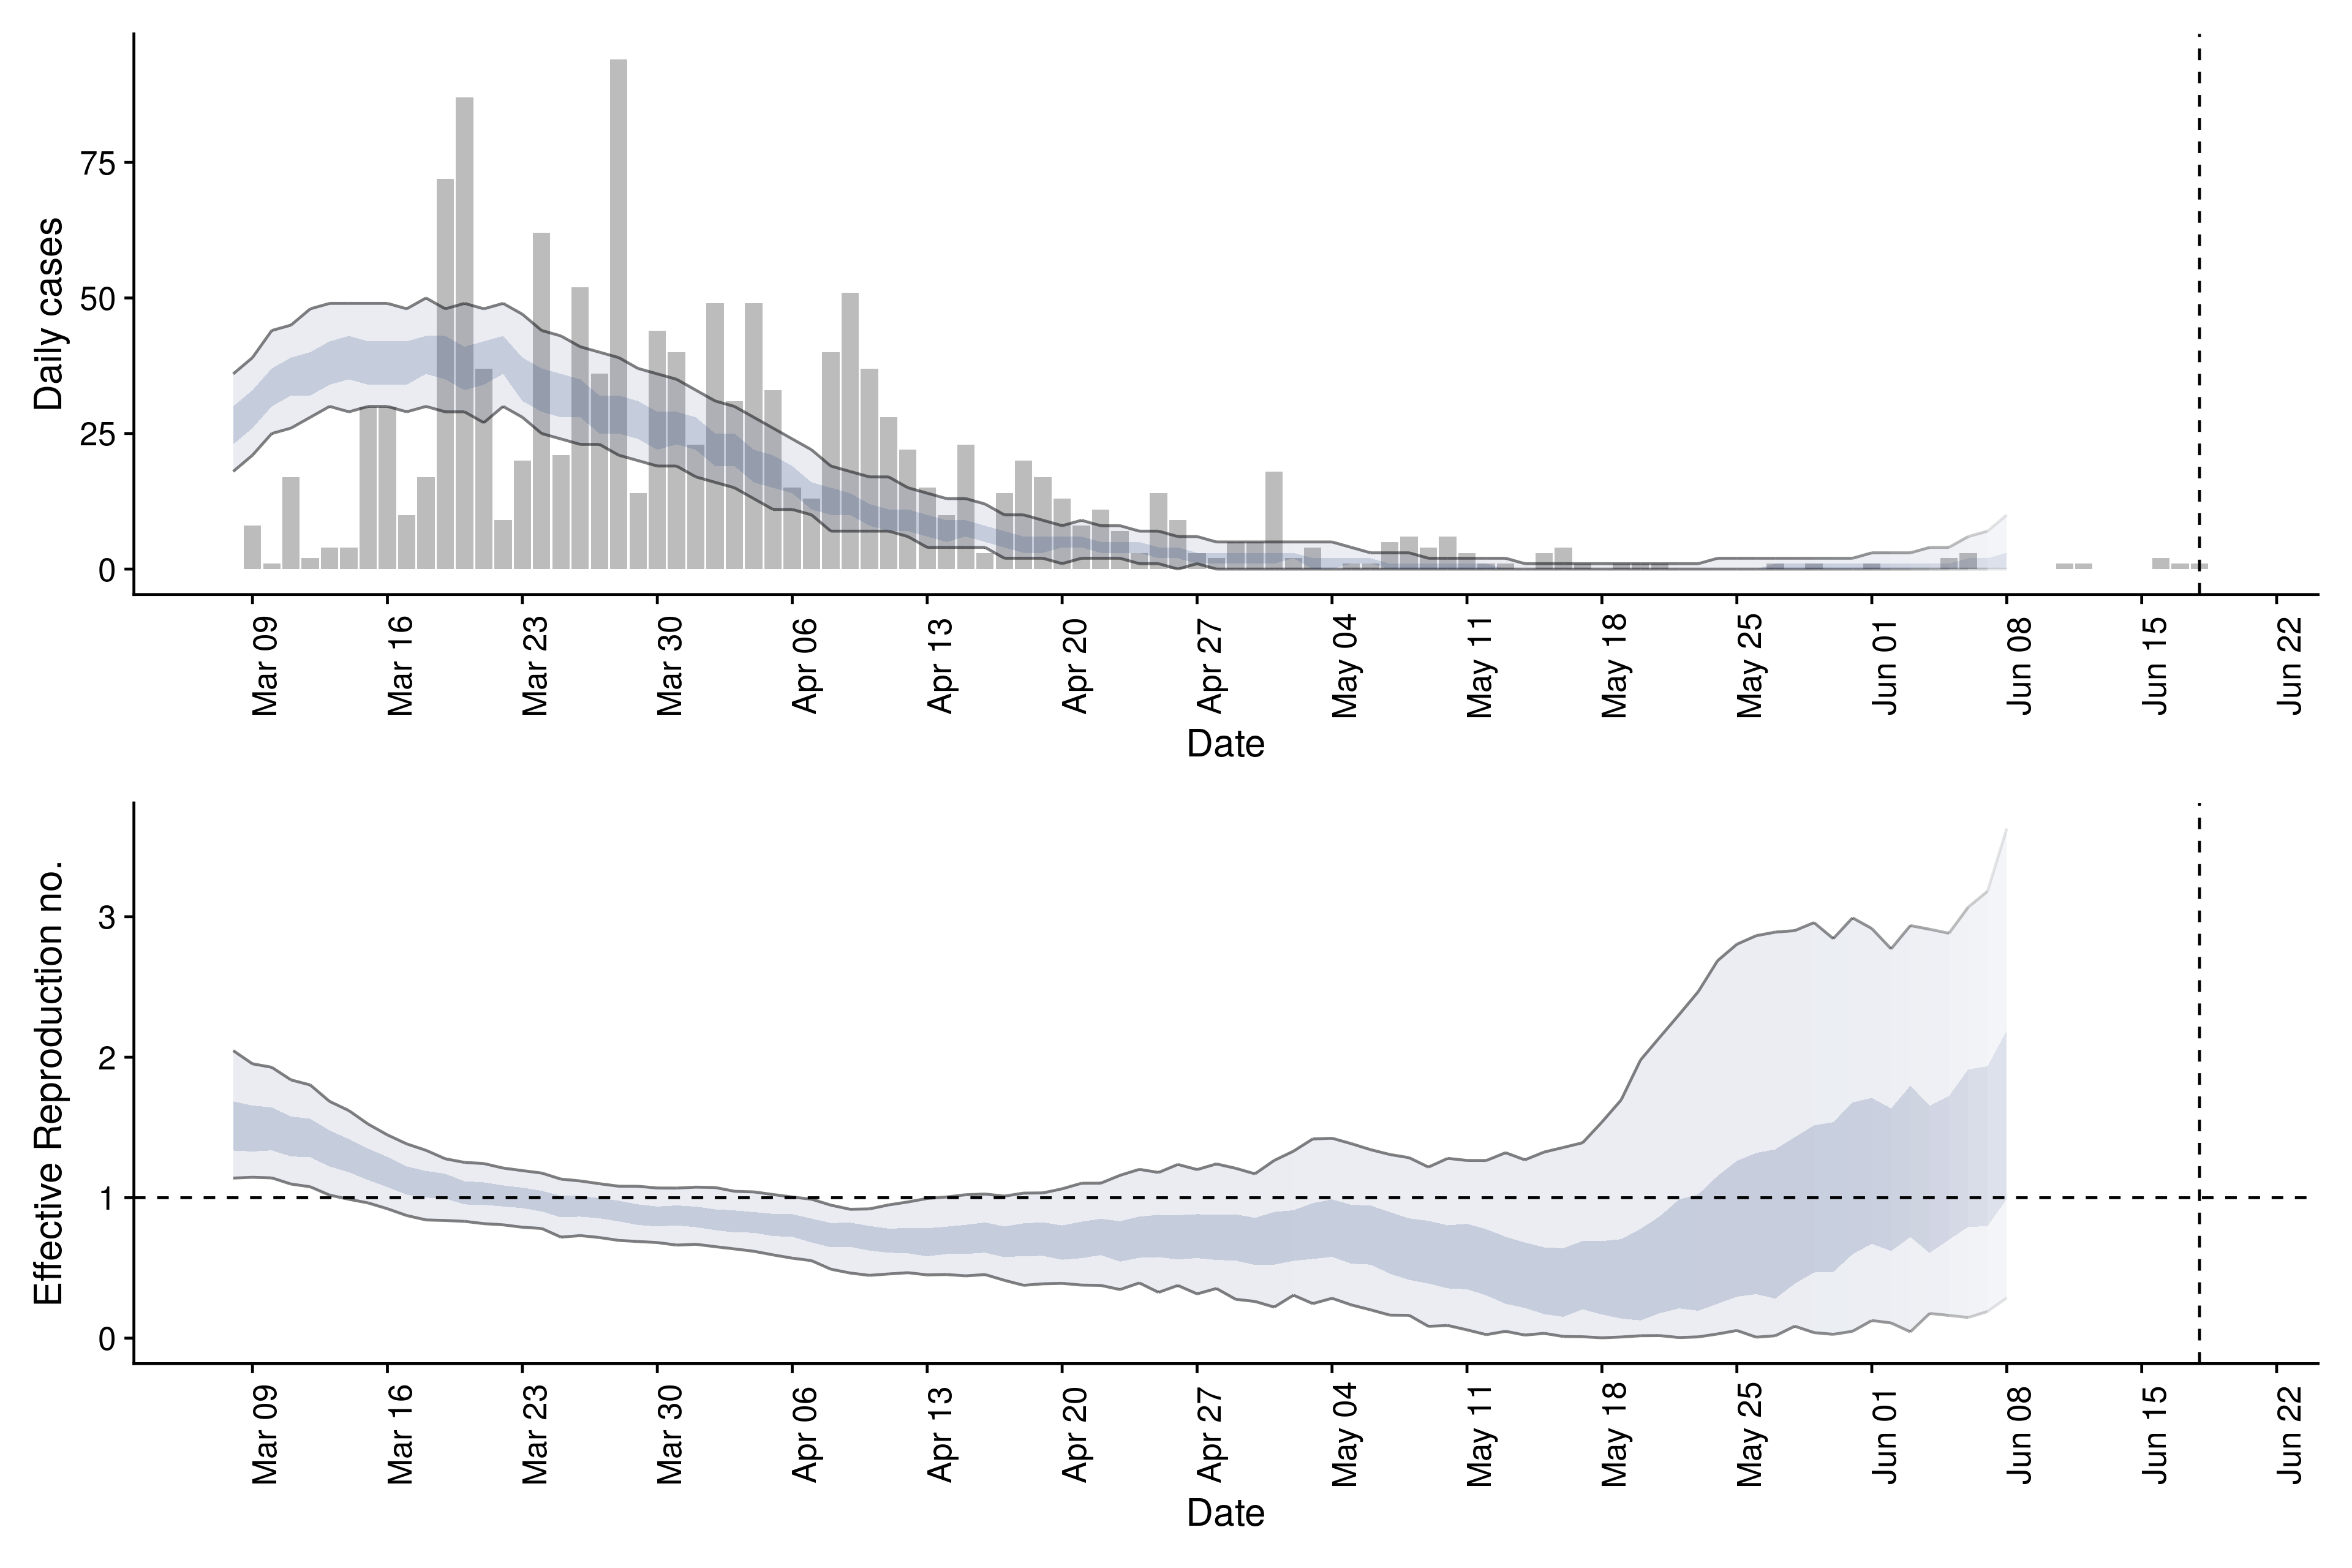 Daily cases
75
50
25
0
Mar 09
Mar 16
Mar 23
Mar 30
Apr 06
Apr 13
Apr 20
Apr 27
May 04
May 11
May 18
May 25
Jun 01
Jun 08
Jun 15
Jun 22
Date
Effective Reproduction no.
3
2
1
0
Mar 09
Mar 16
Mar 23
Mar 30
Apr 06
Apr 13
Apr 20
Apr 27
May 04
May 11
May 18
May 25
Jun 01
Jun 08
Jun 15
Jun 22
Date